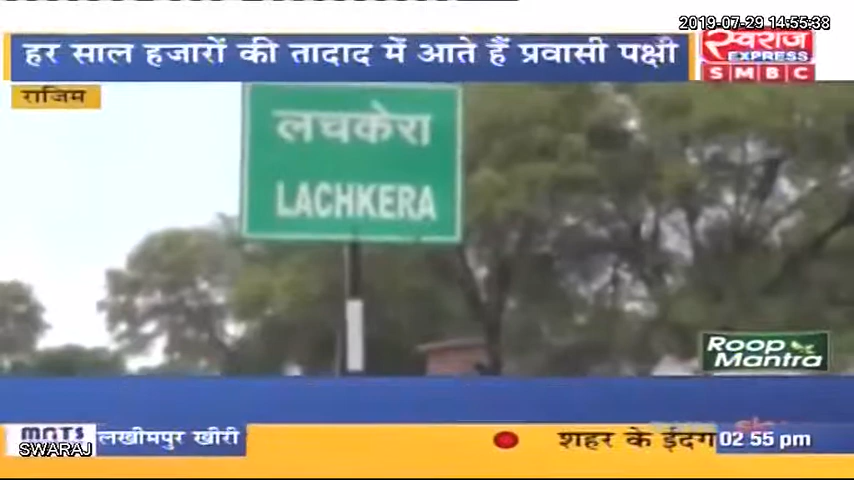 2019-07-29 14:55:38
हर साल हजारों की तादाद में आते हैं प्रवासी पक्षी
स्वराज
EXPRESS
SMBC
राजिम
लचकेरा
LACHKERA
Roop
Mantra
MATS
SWARAJ
लखीमपुर खीरी
शहर के ईदग
02:55 pm